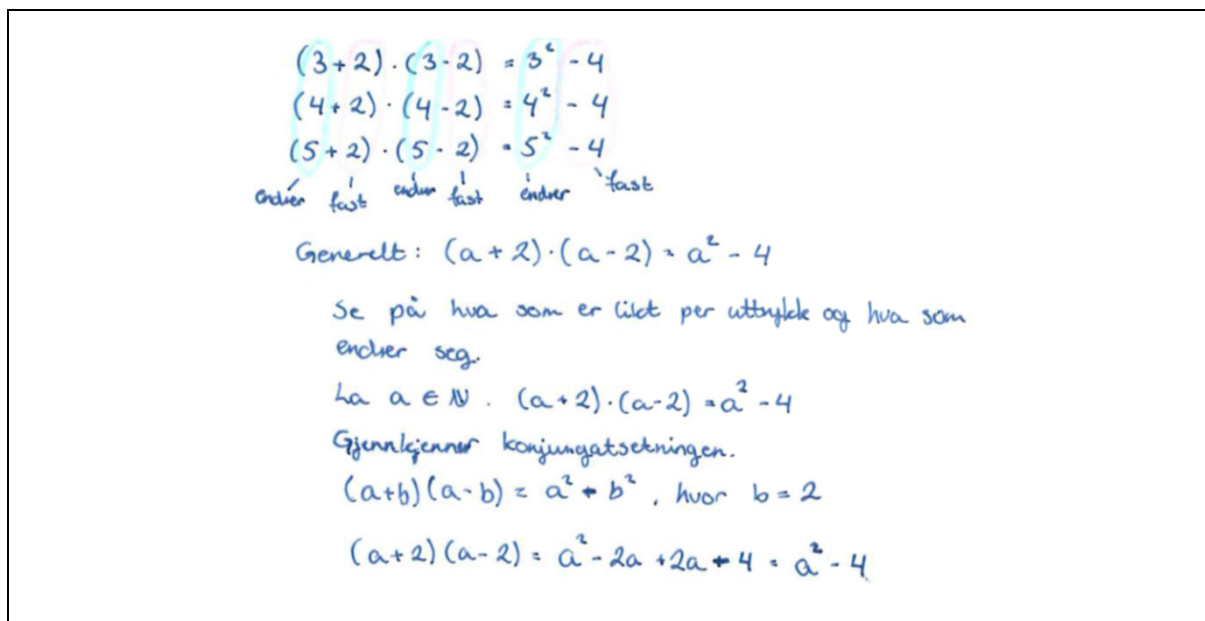 (3+2)·(3-2) = 3² - 4
(4+2)·(4-2) = 4² - 4
(5+2)·(5-2) = 5² - 4
endrer fast endrer fast endrer fast
Generelt: (a+2)·(a-2) = a² - 4
Se på hva som er likt per uttrykk og hva som
endrer seg.
La a ∈ ℕ. (a+2)·(a-2) = a² - 4
Gjennkjenner konjungatsetningen.
(a+b)(a-b) = a² - b², hvor b = 2
(a+2)(a-2) = a² - 2a + 2a - 4 = a² - 4